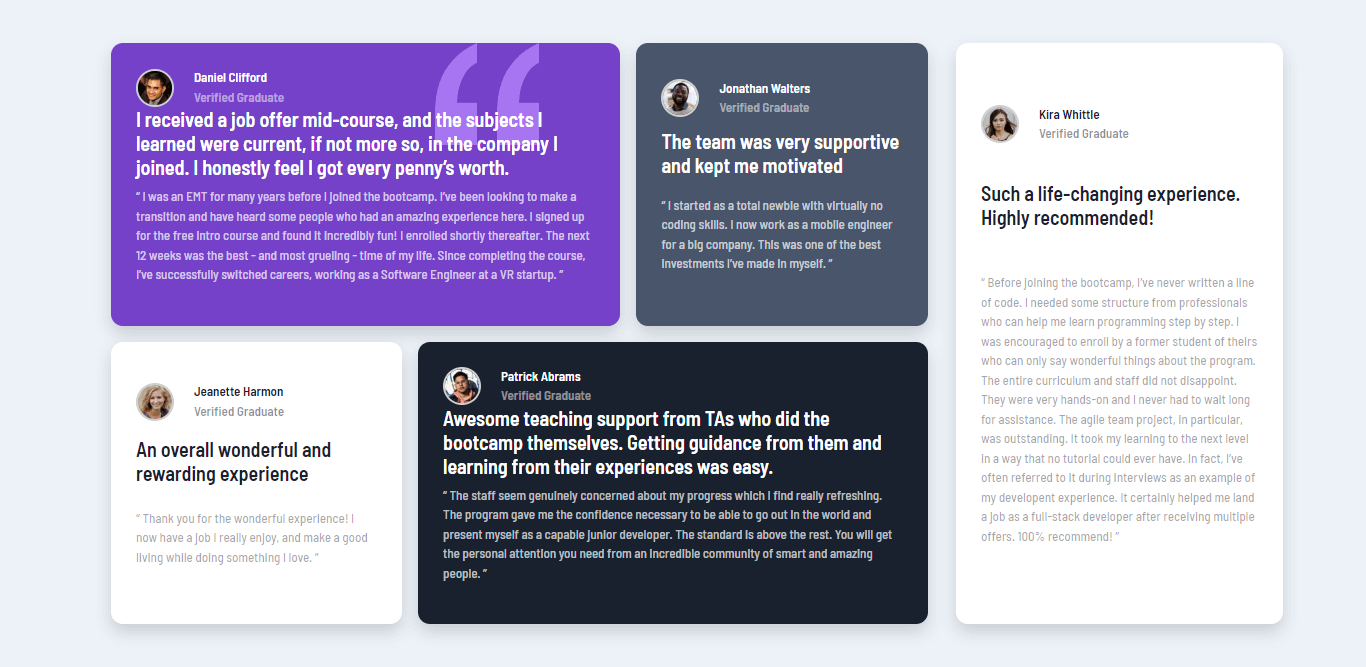 Daniel Clifford
Verified Graduate
I received a job offer mid-course, and the subjects I
learned were current, if not more so, in the company I
joined. I honestly feel I got every penny’s worth.
“ I was an EMT for many years before I joined the bootcamp. I’ve been looking to make a
transition and have heard some people who had an amazing experience here. I signed up
for the free intro course and found it incredibly fun! I enrolled shortly thereafter. The next
12 weeks was the best - and most grueling - time of my life. Since completing the course,
I’ve successfully switched careers, working as a Software Engineer at a VR startup. ”
Jonathan Walters
Verified Graduate
The team was very supportive
and kept me motivated
“ I started as a total newbie with virtually no
coding skills. I now work as a mobile engineer
for a big company. This was one of the best
investments I’ve made in myself. ”
Kira Whittle
Verified Graduate
Such a life-changing experience.
Highly recommended!
“ Before joining the bootcamp, I’ve never written a line
of code. I needed some structure from professionals
who can help me learn programming step by step. I
was encouraged to enroll by a former student of theirs
who can only say wonderful things about the program.
The entire curriculum and staff did not disappoint.
They were very hands-on and I never had to wait long
for assistance. The agile team project, in particular,
was outstanding. It took my learning to the next level
in a way that no tutorial could ever have. In fact, I’ve
often referred to it during interviews as an example of
my developent experience. It certainly helped me land
a job as a full-stack developer after receiving multiple
offers. 100% recommend! ”
Jeanette Harmon
Verified Graduate
An overall wonderful and
rewarding experience
“ Thank you for the wonderful experience! I
now have a job I really enjoy, and make a good
living while doing something I love. ”
Patrick Abrams
Verified Graduate
Awesome teaching support from TAs who did the
bootcamp themselves. Getting guidance from them and
learning from their experiences was easy.
“ The staff seem genuinely concerned about my progress which I find really refreshing.
The program gave me the confidence necessary to be able to go out in the world and
present myself as a capable junior developer. The standard is above the rest. You will get
the personal attention you need from an incredible community of smart and amazing
people. ”